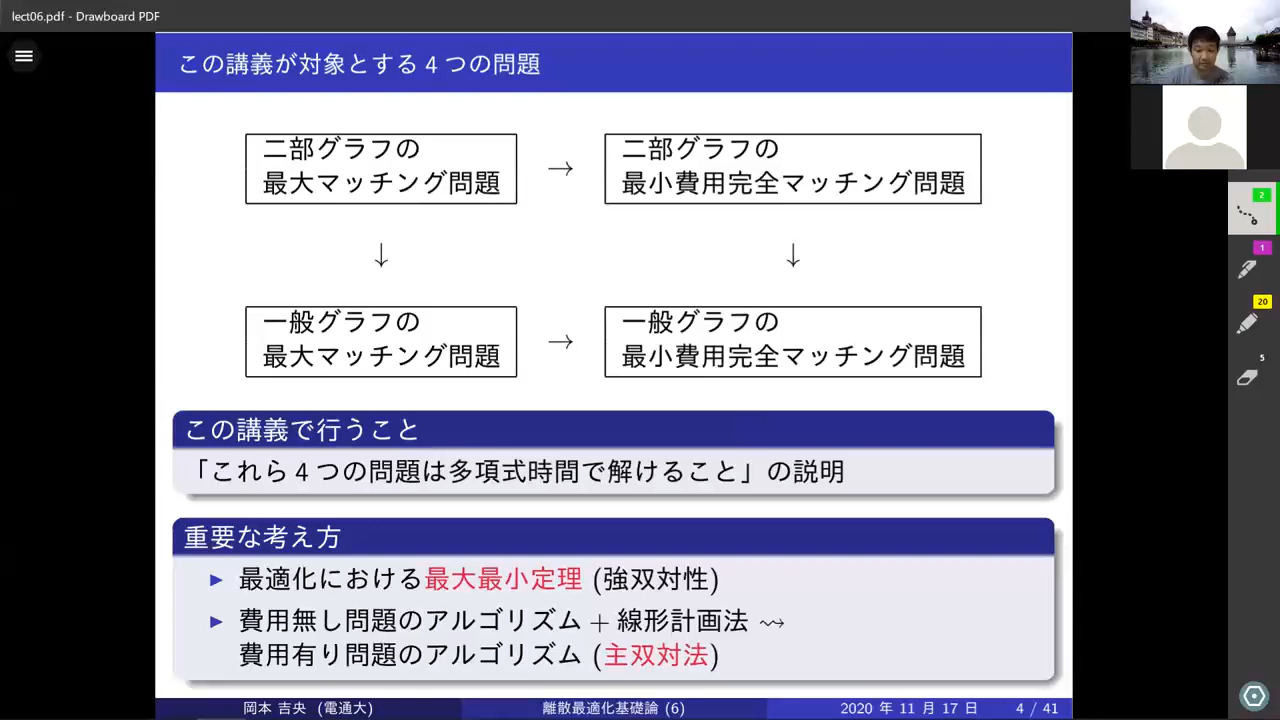 lect06.pdf - Drawboard PDF
この講義が対象とする 4 つの問題
二部グラフの
最大マッチング問題
→
二部グラフの
最小費用完全マッチング問題
↓
↓
一般グラフの
最大マッチング問題
→
一般グラフの
最小費用完全マッチング問題
この講義で行うこと
「これら 4 つの問題は多項式時間で解けること」の説明
重要な考え方
▶ 最適化における最大最小定理 (強双対性)
▶ 費用無し問題のアルゴリズム + 線形計画法 ⇝
費用有り問題のアルゴリズム (主双対法)
岡本 吉央 (電通大)
離散最適化基礎論 (6)
2020 年 11 月 17 日
4 / 41
2
1
20
5